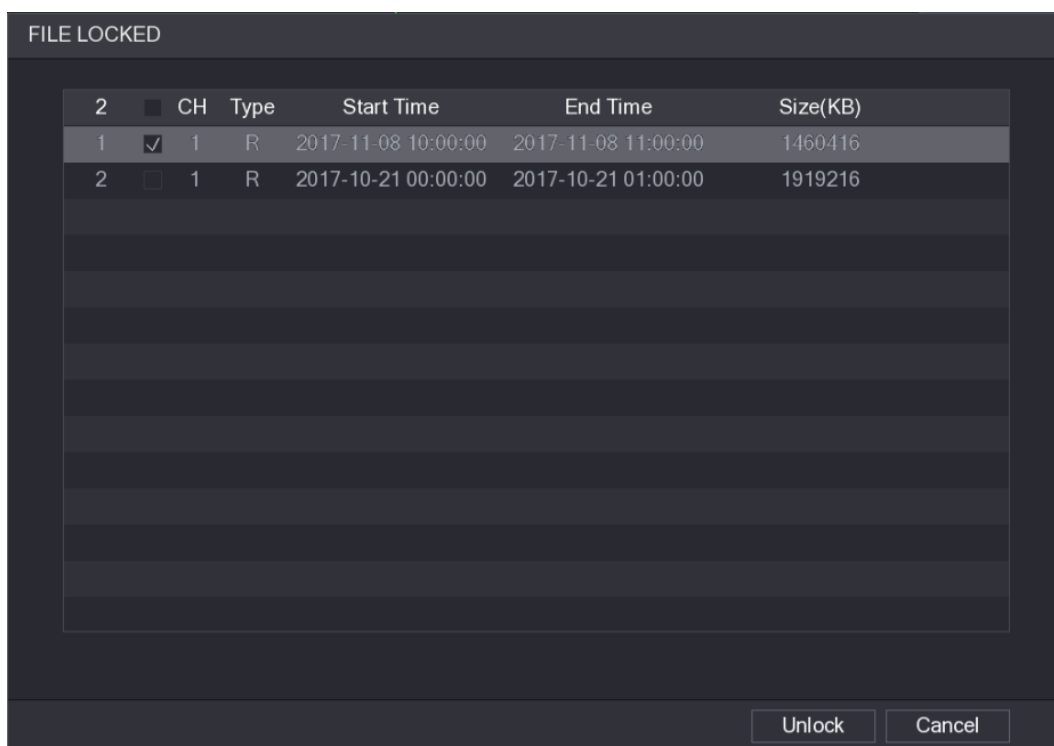 FILE LOCKED
2 CH Type Start Time End Time Size(KB)
1 1 R 2017-11-08 10:00:00 2017-11-08 11:00:00 1460416
2 1 R 2017-10-21 00:00:00 2017-10-21 01:00:00 1919216
Unlock Cancel